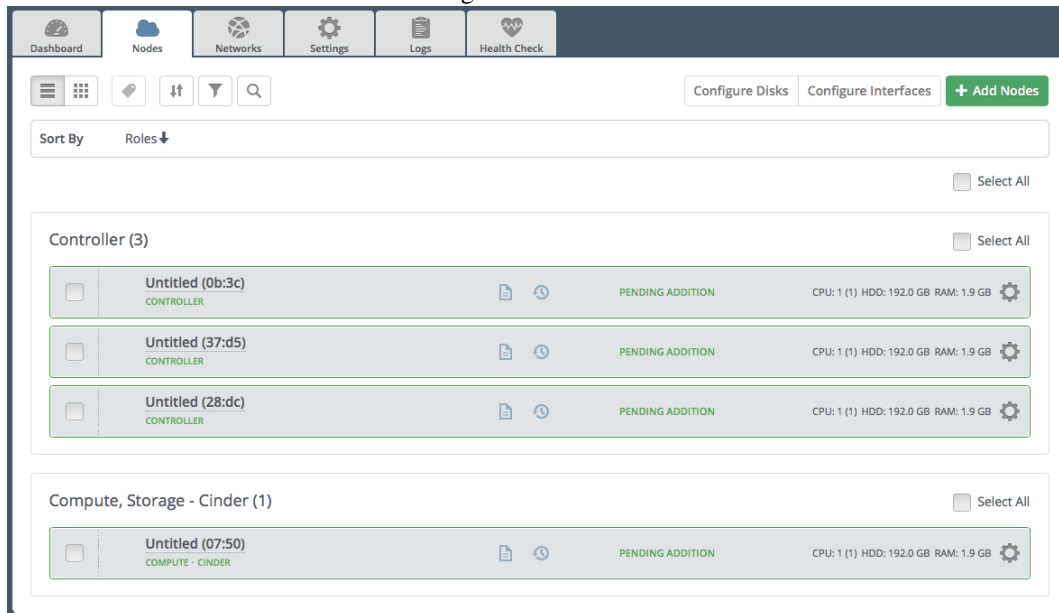 Dashboard Nodes Networks Settings Logs Health Check
Configure Disks Configure Interfaces + Add Nodes
Sort By Roles
Select All
Controller (3) Select All
Untitled (0b:3c)
CONTROLLER
PENDING ADDITION CPU: 1 (1) HDD: 192.0 GB RAM: 1.9 GB
Untitled (37:d5)
CONTROLLER
PENDING ADDITION CPU: 1 (1) HDD: 192.0 GB RAM: 1.9 GB
Untitled (28:dc)
CONTROLLER
PENDING ADDITION CPU: 1 (1) HDD: 192.0 GB RAM: 1.9 GB
Compute, Storage - Cinder (1) Select All
Untitled (07:50)
COMPUTE · CINDER
PENDING ADDITION CPU: 1 (1) HDD: 192.0 GB RAM: 1.9 GB